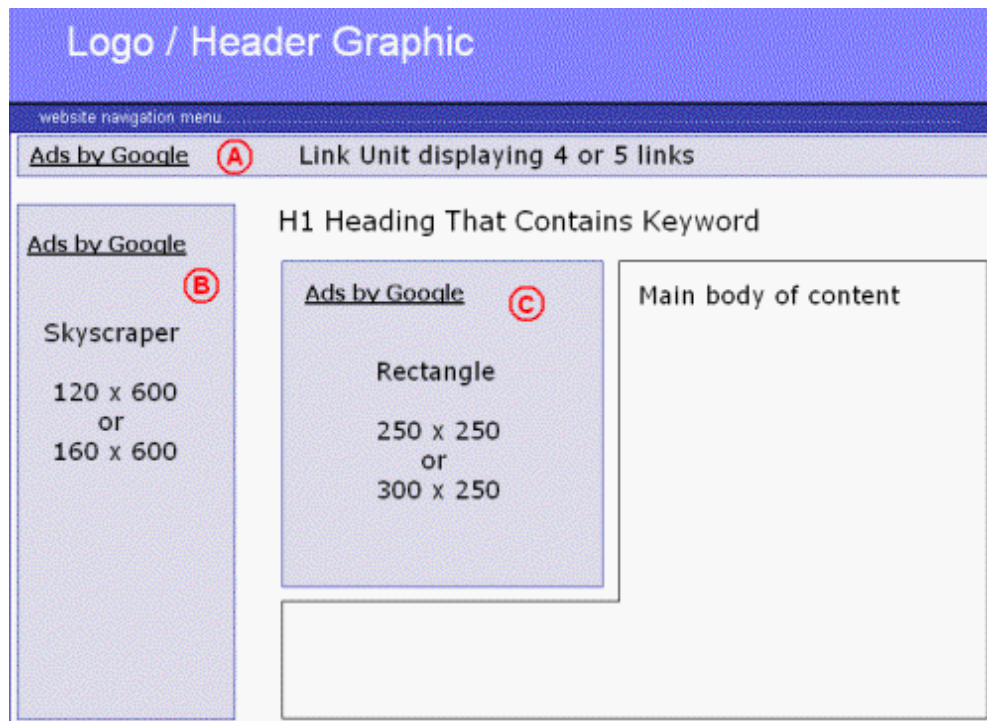 Logo / Header Graphic
website navigation menu
Ads by Google A Link Unit displaying 4 or 5 links
Ads by Google
B
Skyscraper
120 x 600
or
160 x 600
H1 Heading That Contains Keyword
Ads by Google C
Rectangle
250 x 250
or
300 x 250
Main body of content